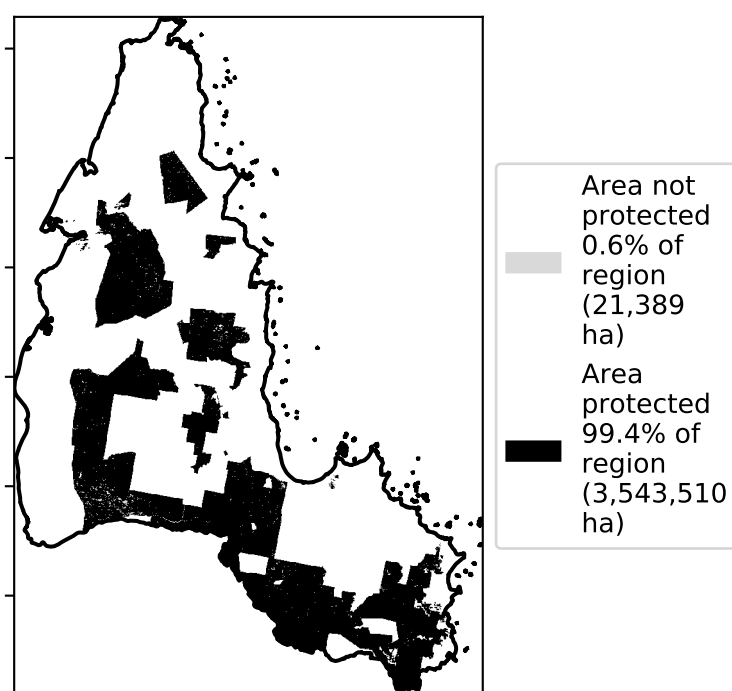 Area not
protected
0.6% of
region
(21,389
ha)
Area
protected
99.4% of
region
(3,543,510
ha)